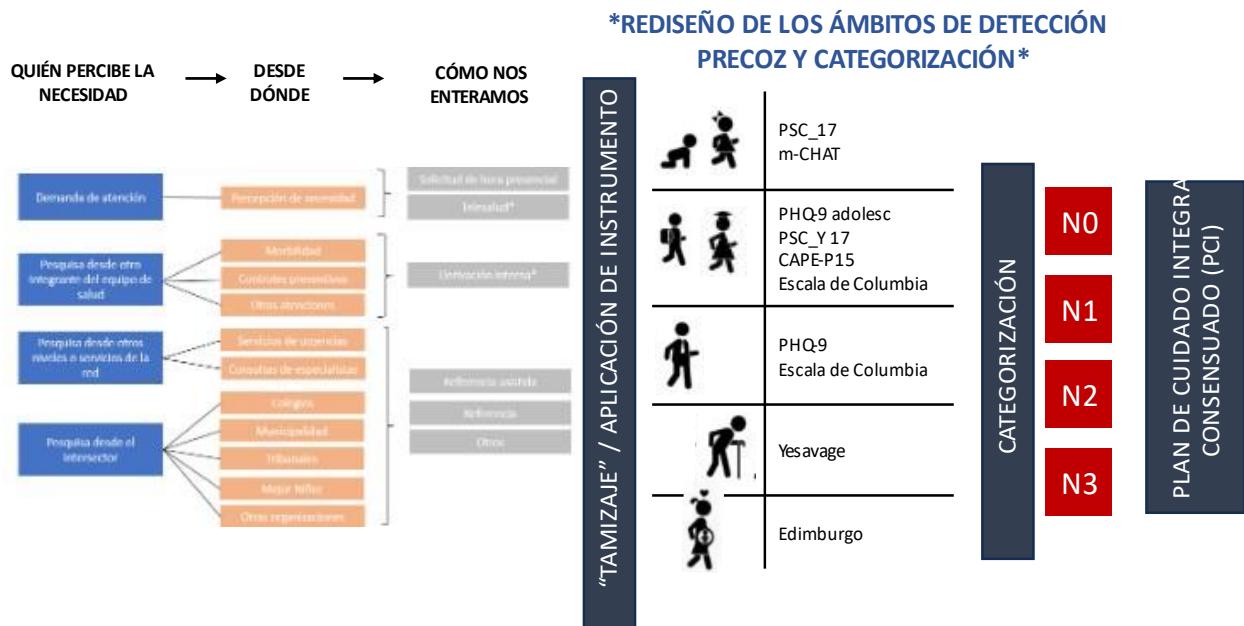 *REDISEÑO DE LOS ÁMBITOS DE DETECCIÓN
PRECOZ Y CATEGORIZACIÓN*
QUIÉN PERCIBE LA
NECESIDAD
DESDE
DÓNDE
CÓMO NOS
ENTERAMOS
Demanda de atención
Percepción de necesidad
Solicitud de hora presencial
Telesalud*
Pesquisa desde otro
integrante del equipo de
salud
Morbilidad
Controles preventivos
Otras atenciones
Derivación interna*
Pesquisa desde otros
niveles o servicios de la
red
Servicios de urgencias
Consultas de especialistas
Pesquisa desde el
intersector
Colegios
Municipalidad
Tribunales
Mejor Niñez
Otras organizaciones
Referencia asistida
Referencia
Otros
"TAMIZAJE" / APLICACIÓN DE INSTRUMENTO
PSC_17
m-CHAT
PHQ-9 adolesc
PSC_Y 17
CAPE-P15
Escala de Columbia
PHQ-9
Escala de Columbia
Yesavage
Edimburgo
CATEGORIZACIÓN
N0
N1
N2
N3
PLAN DE CUIDADO INTEGRA
CONSENSUADO (PCI)